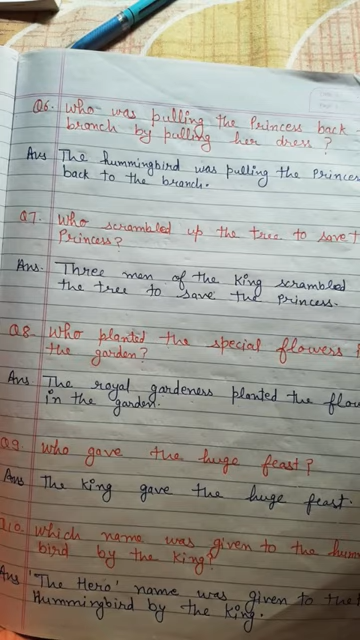 Q6. Who was pulling the Princess back
branch by pulling her dress?
Ans The hummingbird was pulling the Princes
back to the branch.
Q7. Who scrambled up the tree to save t
Princess?
Ans. Three men of the King scrambled
the tree to save the Princess.
Q8. Who planted the special flowers i
the garden?
Ans. The royal gardeners planted the flow
in the garden.
Q9. Who gave the huge feast?
Ans The King gave the huge feast.
Q10. Which name was given to the humm
bird by the King?
Ans 'The Hero' name was given to the
Hummingbird by the King.